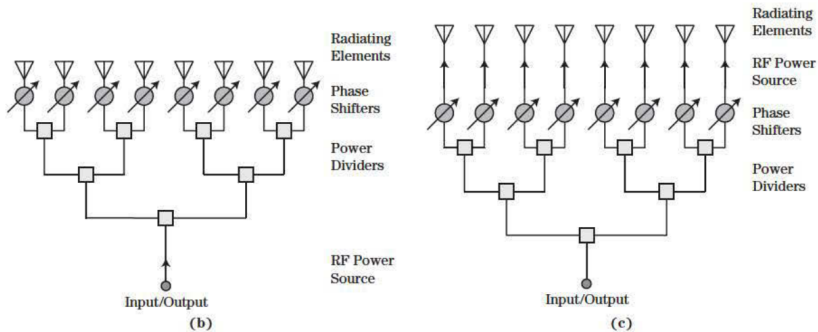 Radiating
Elements
Phase
Shifters
Power
Dividers
RF Power
Source
Input/Output
(b)
Radiating
Elements
RF Power
Source
Phase
Shifters
Power
Dividers
Input/Output
(c)